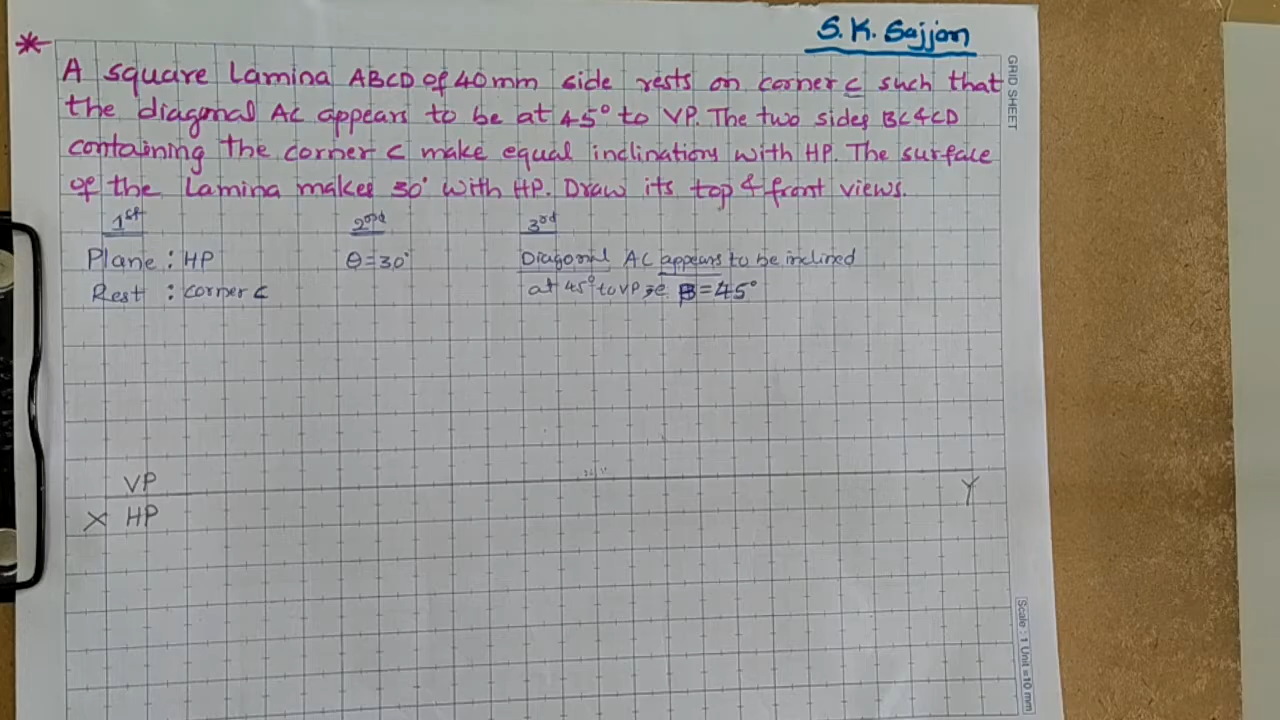 S. K. Sajjan
* A square Lamina ABCD of 40mm side rests on corner C such that
the diagonal AC appears to be at 45° to VP. The two sides BC & CD
containing the corner C make equal inclinations with HP. The surface
of the Lamina makes 30° with HP. Draw its top & front views.
1st 2nd 3rd
Plane : HP θ=30° Diagonal AC appears to be inclined
Rest : corner C at 45° to VP ie β=45°
VP
X HP Y
GRID SHEET
Scale : 1 Unit = 10 mm